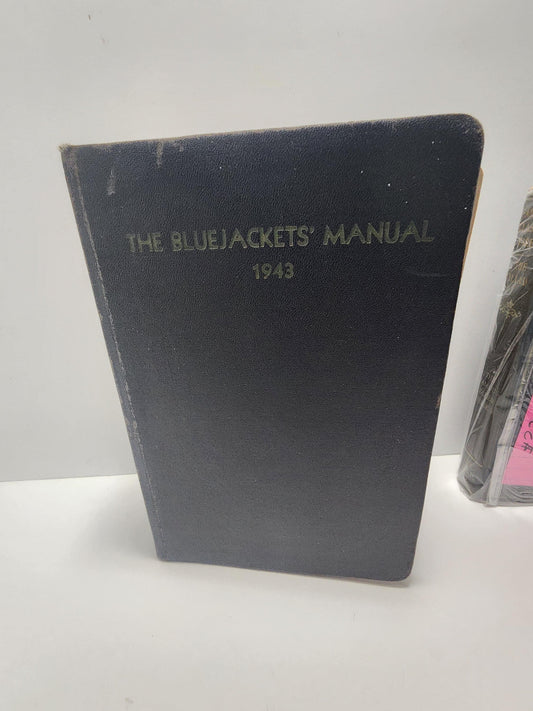 THE BLUEJACKETS' MANUAL
1943